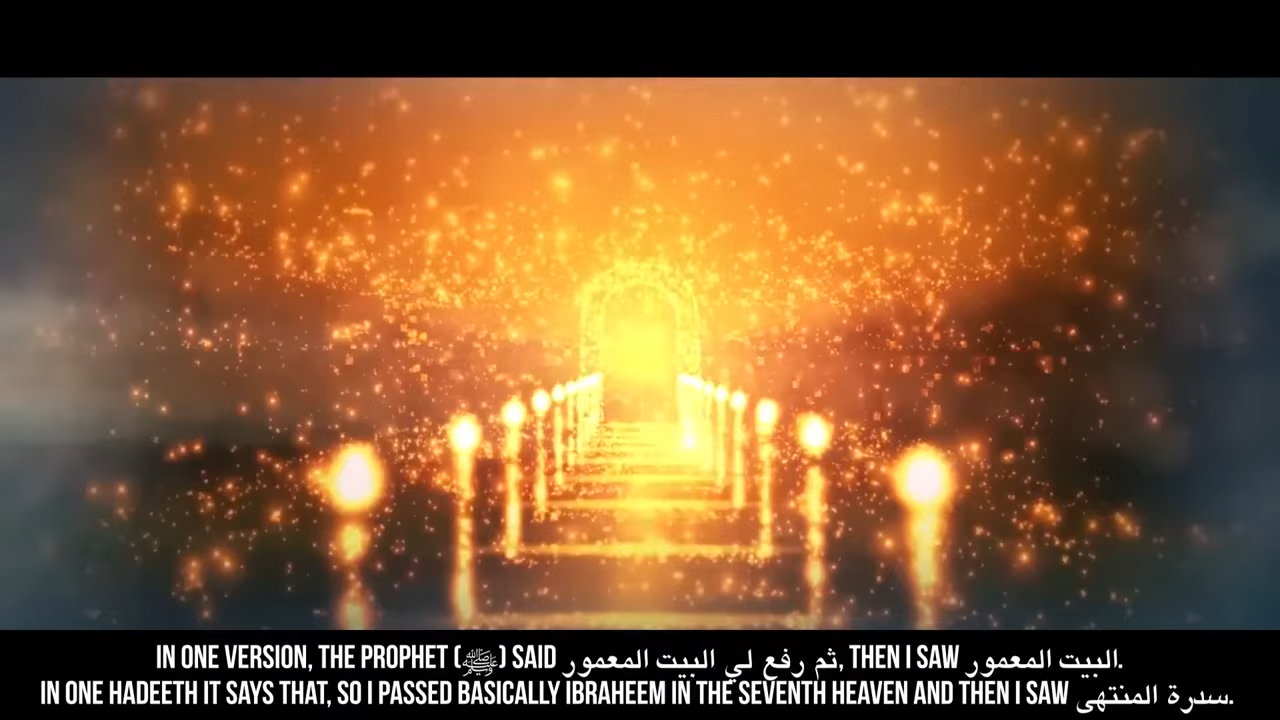 IN ONE VERSION, THE PROPHET (ﷺ) SAID ثم رفع لي البيت المعمور, THEN I SAW البيت المعمور.
IN ONE HADEETH IT SAYS THAT, SO I PASSED BASICALLY IBRAHEEM IN THE SEVENTH HEAVEN AND THEN I SAW سدرة المنتهى.